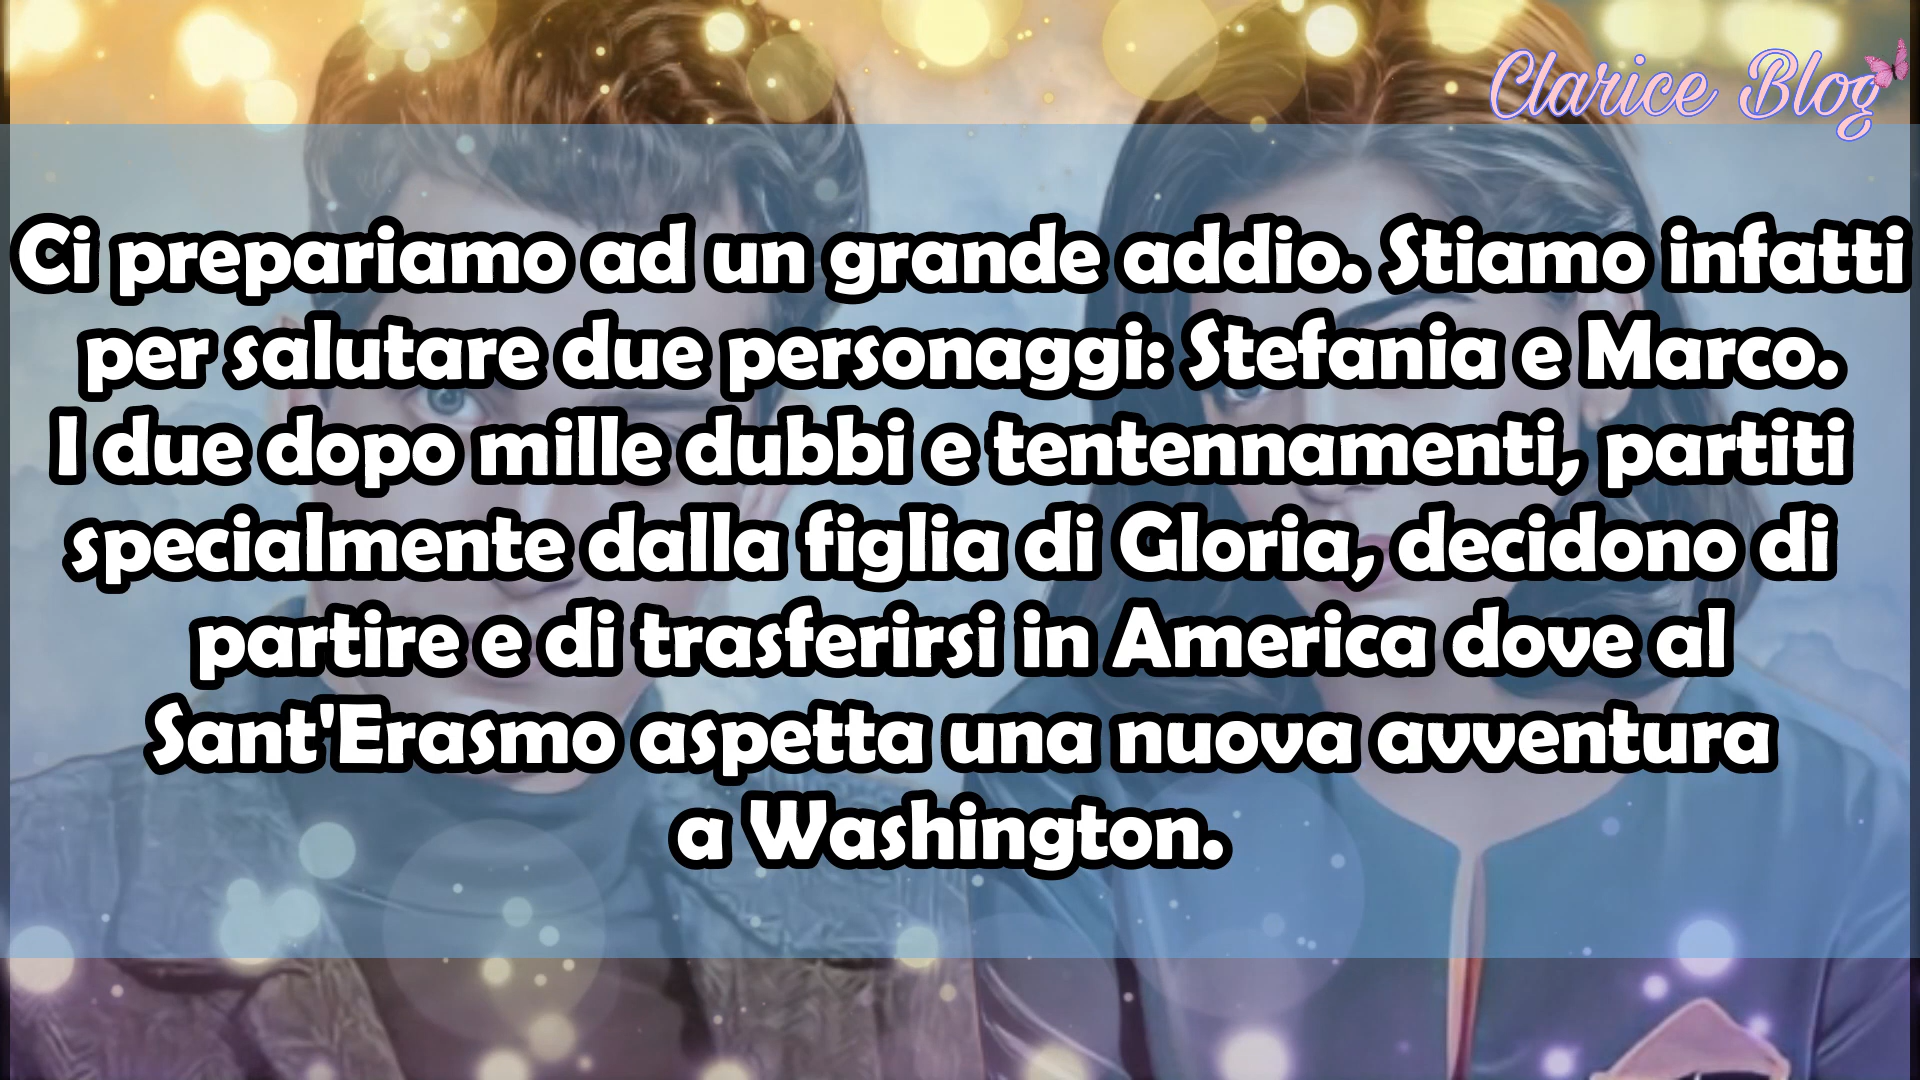 Clarice Blog
Ci prepariamo ad un grande addio. Stiamo infatti
per salutare due personaggi: Stefania e Marco.
I due dopo mille dubbi e tentennamenti, partiti
specialmente dalla figlia di Gloria, decidono di
partire e di trasferirsi in America dove al
Sant'Erasmo aspetta una nuova avventura
a Washington.